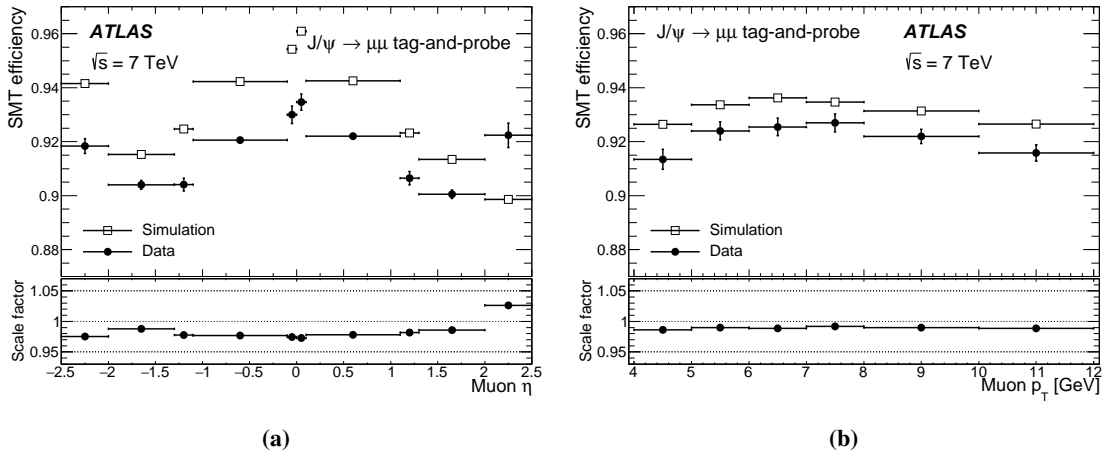 ATLAS
√s = 7 TeV
J/ψ → μμ tag-and-probe
SMT efficiency
0.96
0.94
0.92
0.9
0.88
Simulation
Data
Scale factor
1.05
1
0.95
−2.5 −2 −1.5 −1 −0.5 0 0.5 1 1.5 2 2.5
Muon η
(a)
J/ψ → μμ tag-and-probe
ATLAS
√s = 7 TeV
SMT efficiency
0.96
0.94
0.92
0.9
0.88
Simulation
Data
Scale factor
1.05
1
0.95
4 5 6 7 8 9 10 11 12
Muon p_T [GeV]
(b)